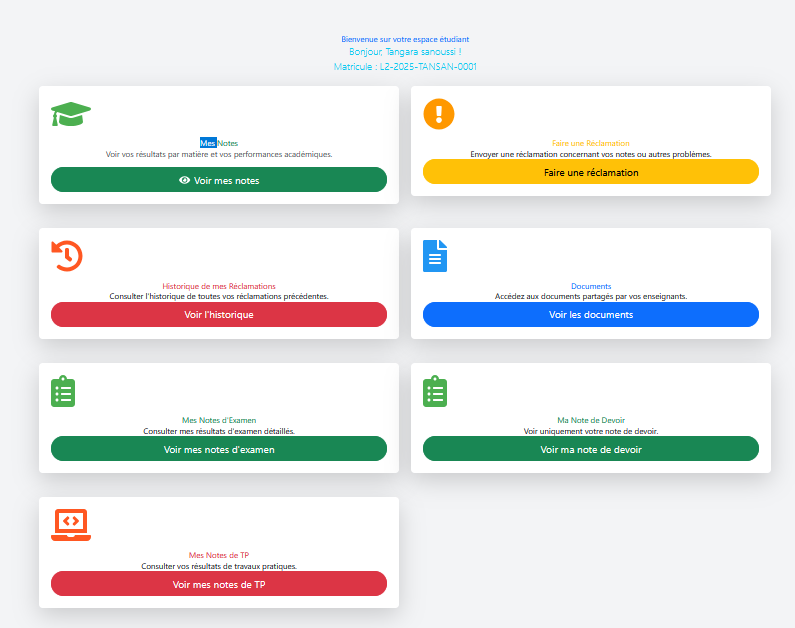 Bienvenue sur votre espace étudiant
Bonjour, Tangara sanoussi !
Matricule : L2-2025-TANSAN-0001
Mes Notes
Voir vos résultats par matière et vos performances académiques.
Voir mes notes
Faire une Réclamation
Envoyer une réclamation concernant vos notes ou autres problèmes.
Faire une réclamation
Historique de mes Réclamations
Consulter l'historique de toutes vos réclamations précédentes.
Voir l'historique
Documents
Accédez aux documents partagés par vos enseignants.
Voir les documents
Mes Notes d'Examen
Consulter mes résultats d'examen détaillés.
Voir mes notes d'examen
Ma Note de Devoir
Voir uniquement votre note de devoir.
Voir ma note de devoir
Mes Notes de TP
Consulter vos résultats de travaux pratiques.
Voir mes notes de TP